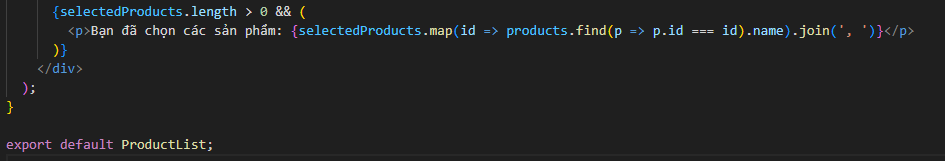 {selectedProducts.length > 0 && (
<p>Bạn đã chọn các sản phẩm: {selectedProducts.map(id => products.find(p => p.id === id).name).join(', ')}</p>
)}
</div>
);
}
export default ProductList;